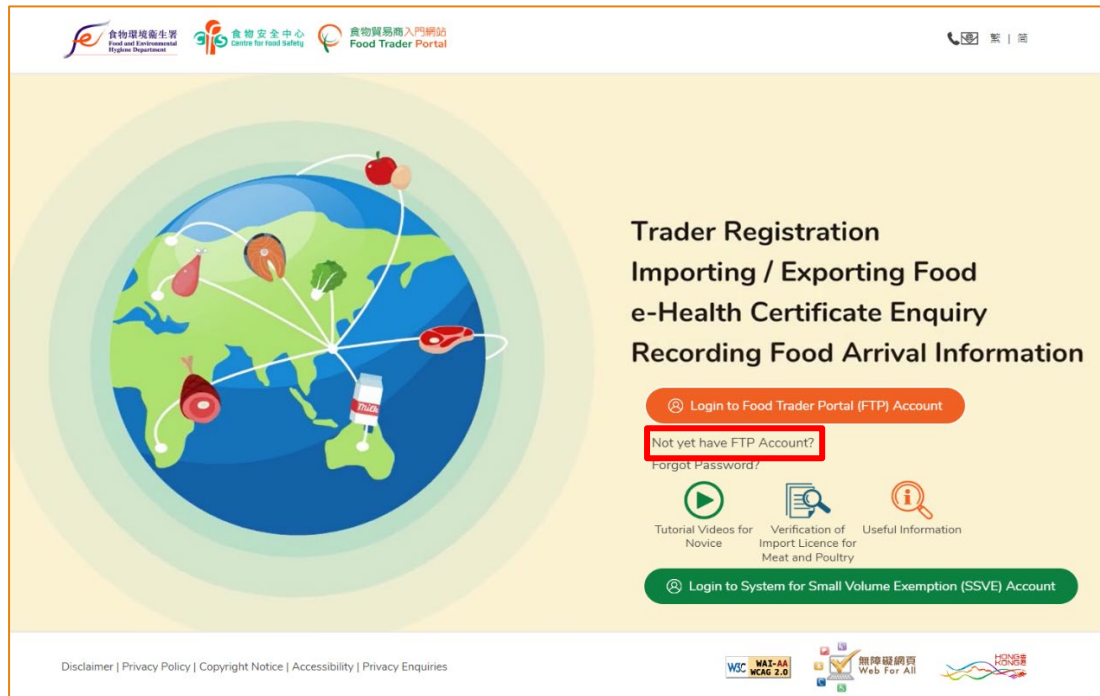 食物環境衞生署
Food and Environmental
Hygiene Department
食物安全中心
Centre for Food Safety
食物貿易商入門網站
Food Trader Portal
繁 | 简
Trader Registration
Importing / Exporting Food
e-Health Certificate Enquiry
Recording Food Arrival Information
Login to Food Trader Portal (FTP) Account
Not yet have FTP Account?
Forgot Password?
Tutorial Videos for
Novice
Verification of
Import Licence for
Meat and Poultry
Useful Information
Login to System for Small Volume Exemption (SSVE) Account
milk
Disclaimer | Privacy Policy | Copyright Notice | Accessibility | Privacy Enquiries
W3C WAI-AA
WCAG 2.0
無障礙網頁
Web For All
HONG
KONG